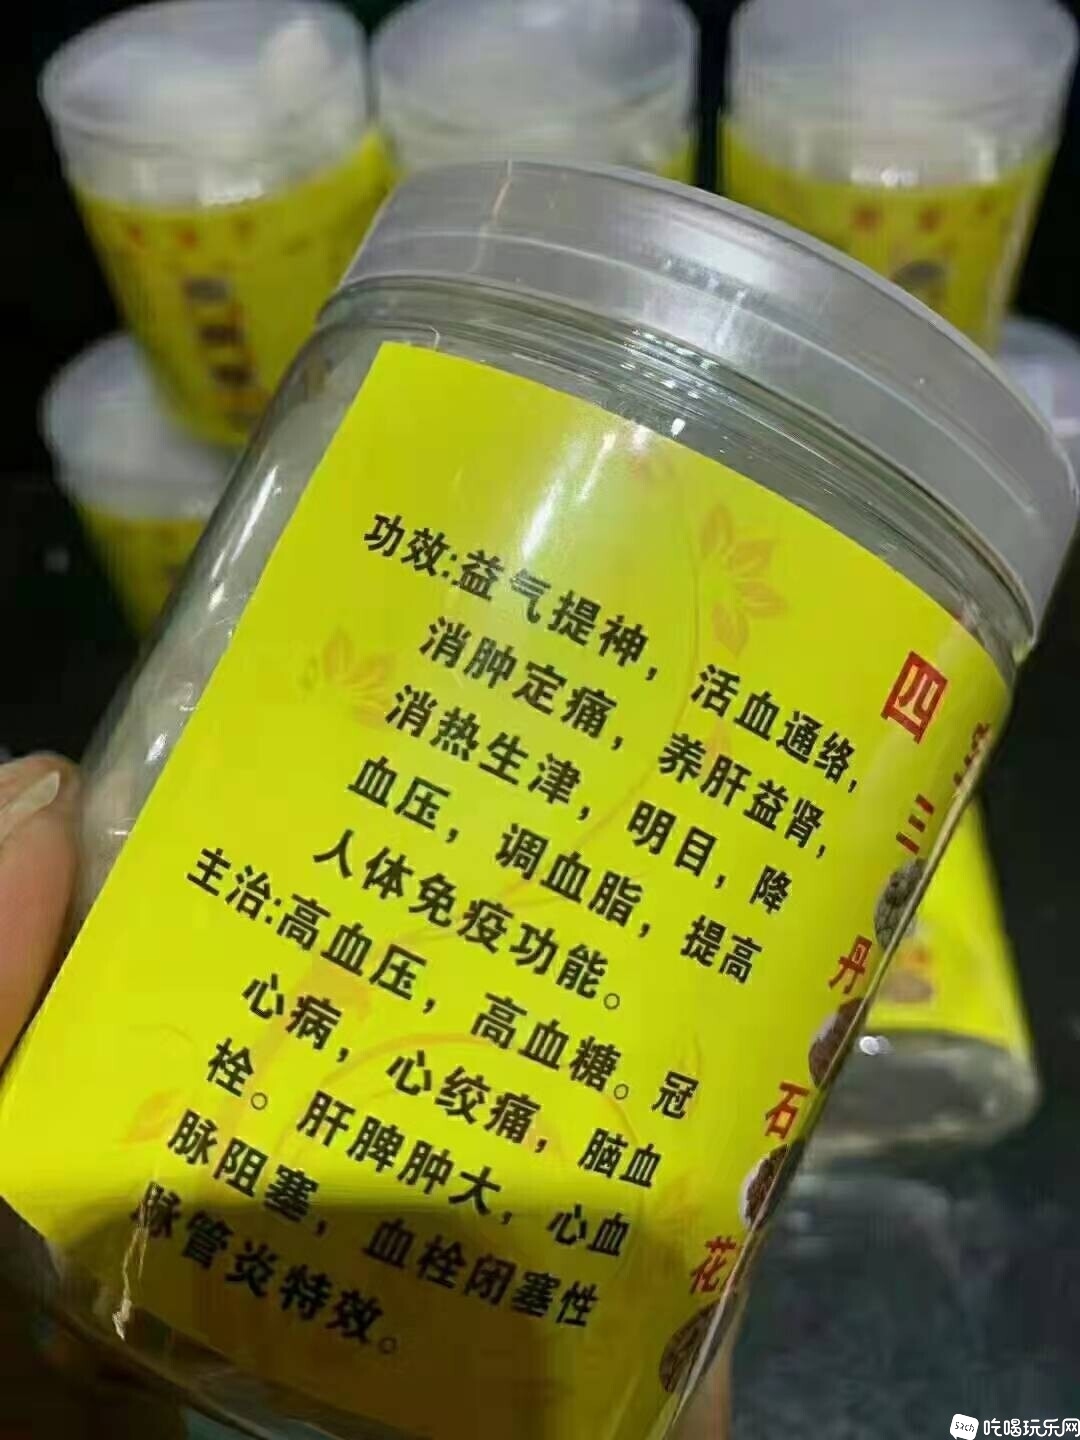 功效:益气提神，活血通络，
消肿定痛，养肝益肾，
消热生津，明目，降
血压，调血脂，提高
人体免疫功能。
主治:高血压，高血糖。冠
心病，心绞痛，脑血
栓。肝脾肿大，心血
脉阻塞，血栓闭塞性
脉管炎特效。
四
三
丹
石
花
吃喝玩乐网